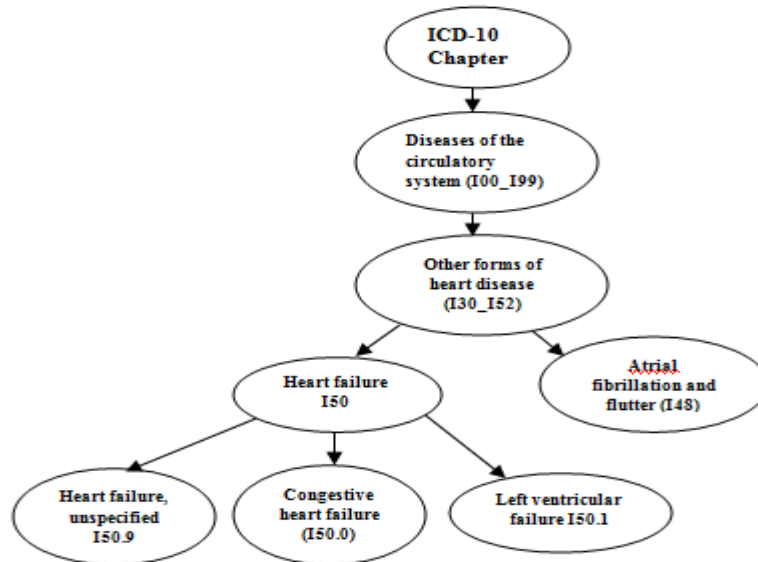 ICD-10
Chapter
Diseases of the
circulatory
system (I00_I99)
Other forms of
heart disease
(I30_I52)
Heart failure
I50
Atrial
fibrillation and
flutter (I48)
Heart failure,
unspecified
I50.9
Congestive
heart failure
(I50.0)
Left ventricular
failure I50.1